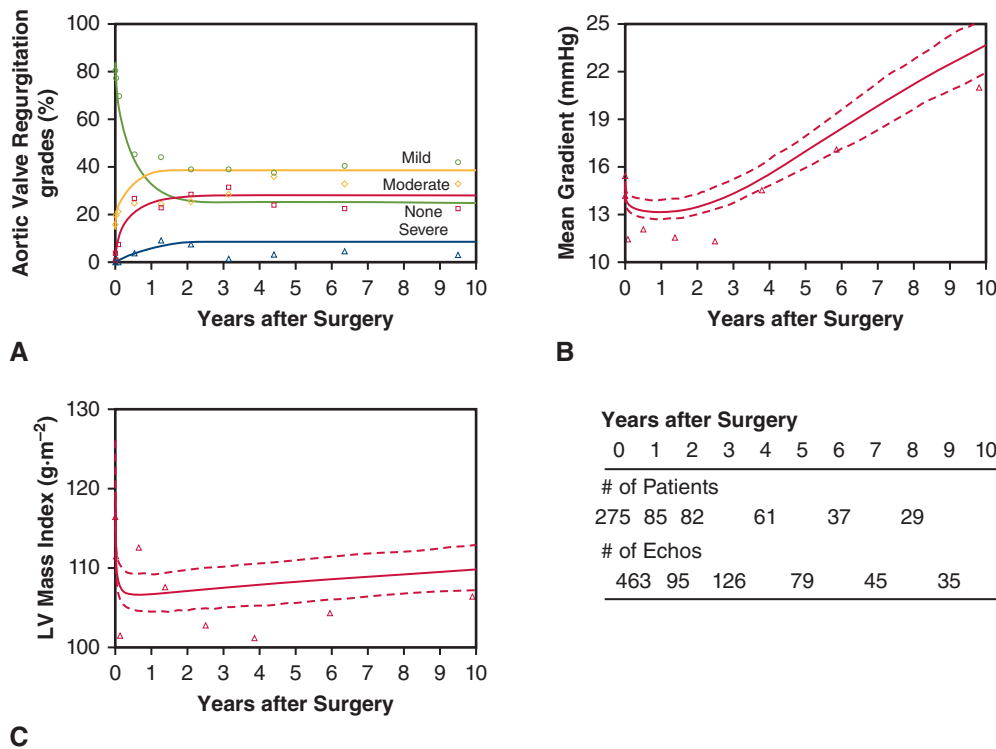 Aortic Valve Regurgitation
grades (%)
100
80
60
40
20
0
Mild
Moderate
None
Severe
0 1 2 3 4 5 6 7 8 9 10
Years after Surgery
A
Mean Gradient (mmHg)
25
22
19
16
13
10
0 1 2 3 4 5 6 7 8 9 10
Years after Surgery
B
LV Mass Index (g·m−2)
130
120
110
100
0 1 2 3 4 5 6 7 8 9 10
Years after Surgery
C
Years after Surgery
0 1 2 3 4 5 6 7 8 9 10
# of Patients
275 85 82 61 37 29
# of Echos
463 95 126 79 45 35